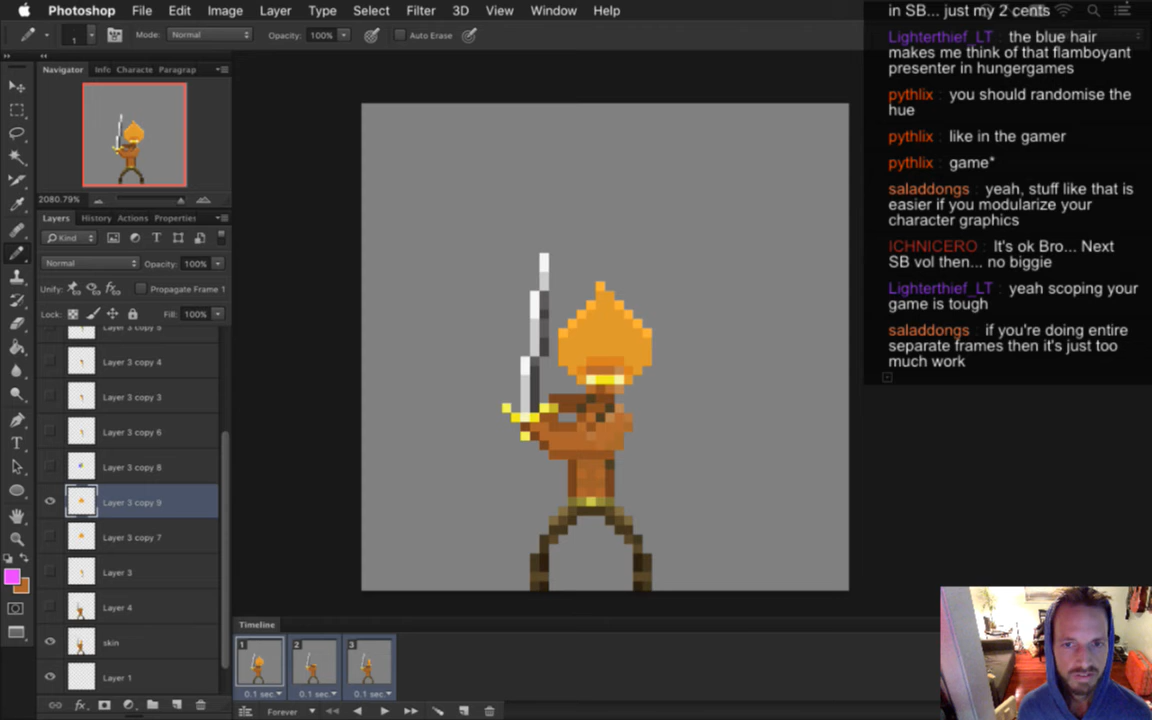 Photoshop File Edit Image Layer Type Select Filter 3D View Window Help
1 Mode: Normal Opacity: 100% Auto Erase
Navigator Info Characte Paragrap
2080.79%
Layers History Actions Properties
Kind
Normal Opacity: 100%
Unify: Propagate Frame 1
Lock: Fill: 100%
Layer 3 copy 5
Layer 3 copy 4
Layer 3 copy 3
Layer 3 copy 6
Layer 3 copy 8
Layer 3 copy 9
Layer 3 copy 7
Layer 3
Layer 4
skin
Layer 1
Timeline
1 2 3
0.1 sec. 0.1 sec. 0.1 sec.
Forever
in SB... just my 2 cents
Lighterthief_LT : the blue hair
makes me think of that flamboyant
presenter in hungergames
pythlix : you should randomise the
hue
pythlix : like in the gamer
pythlix : game*
saladdongs : yeah, stuff like that is
easier if you modularize your
character graphics
ICHNICERO : It's ok Bro... Next
SB vol then... no biggie
Lighterthief_LT : yeah scoping your
game is tough
saladdongs : if you're doing entire
separate frames then it's just too
much work